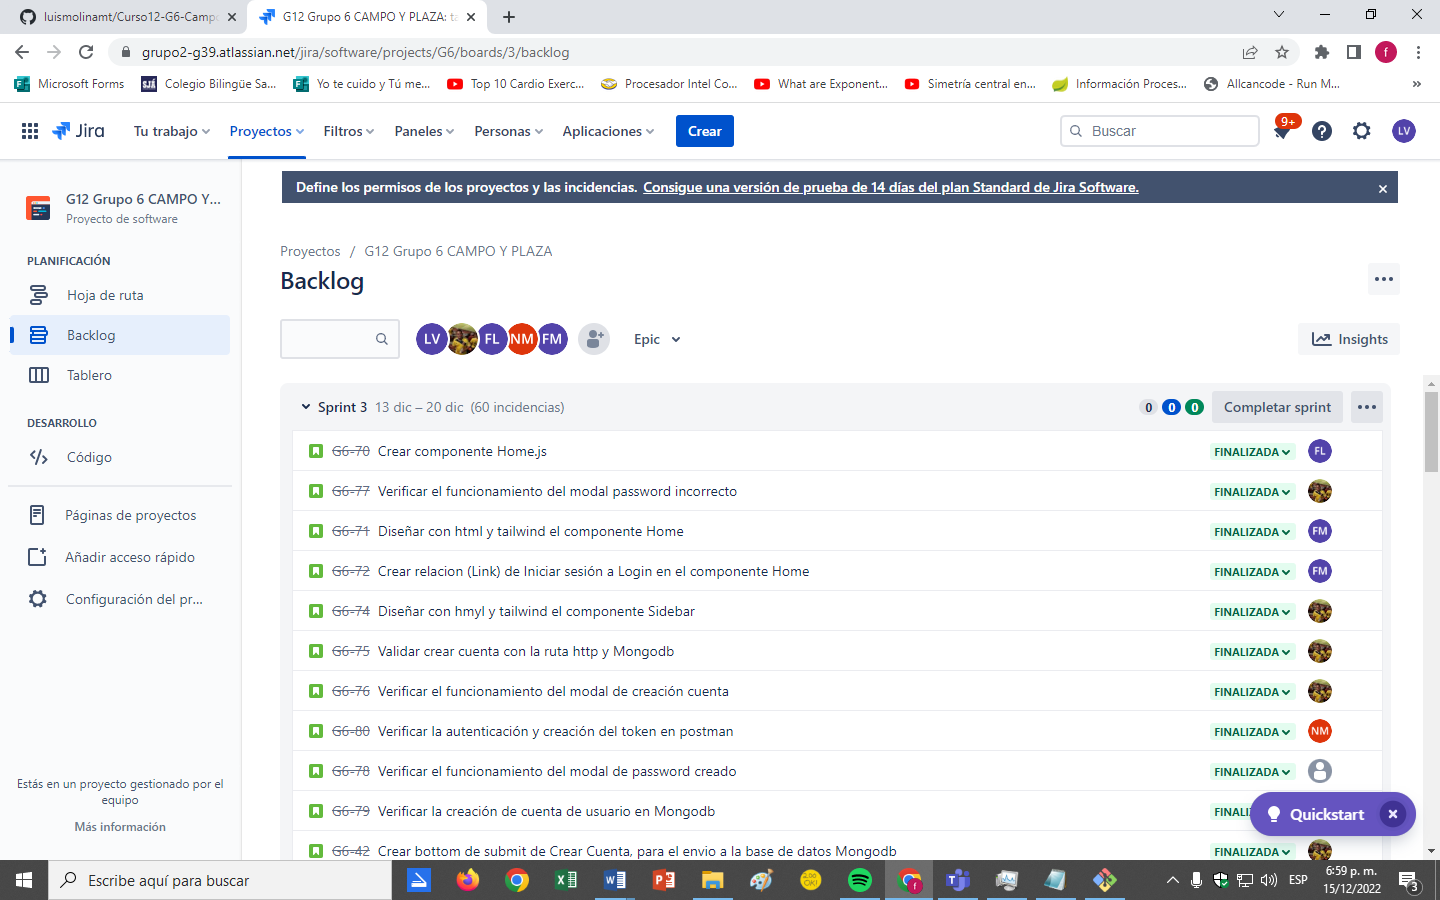 luismolinamt/Curso12-G6-Camp
G12 Grupo 6 CAMPO Y PLAZA: ta
grupo2-g39.atlassian.net/jira/software/projects/G6/boards/3/backlog
f
Microsoft Forms
Colegio Bilingüe Sa...
Yo te cuido y Tú me...
Top 10 Cardio Exerc...
Procesador Intel Co...
What are Exponent...
Simetría central en...
Información Proces...
Allcancode - Run M...
»
Jira
Tu trabajo
Proyectos
Filtros
Paneles
Personas
Aplicaciones
Crear
Buscar
9+
LV
G12 Grupo 6 CAMPO Y...
Proyecto de software
PLANIFICACIÓN
Hoja de ruta
Backlog
Tablero
DESARROLLO
Código
Páginas de proyectos
Añadir acceso rápido
Configuración del pr...
Estás en un proyecto gestionado por el
equipo
Más información
Define los permisos de los proyectos y las incidencias. Consigue una versión de prueba de 14 días del plan Standard de Jira Software.
Proyectos / G12 Grupo 6 CAMPO Y PLAZA
Backlog
LV FL NM FM
Epic
Insights
Sprint 3 13 dic – 20 dic (60 incidencias)
0 0 0
Completar sprint
G6-70 Crear componente Home.js FINALIZADA FL
G6-77 Verificar el funcionamiento del modal password incorrecto FINALIZADA
G6-71 Diseñar con html y tailwind el componente Home FINALIZADA FM
G6-72 Crear relacion (Link) de Iniciar sesión a Login en el componente Home FINALIZADA FM
G6-74 Diseñar con hmyl y tailwind el componente Sidebar FINALIZADA
G6-75 Validar crear cuenta con la ruta http y Mongodb FINALIZADA
G6-76 Verificar el funcionamiento del modal de creación cuenta FINALIZADA
G6-80 Verificar la autenticación y creación del token en postman FINALIZADA NM
G6-78 Verificar el funcionamiento del modal de password creado FINALIZADA
G6-79 Verificar la creación de cuenta de usuario en Mongodb FINALIZ
G6-42 Crear bottom de submit de Crear Cuenta, para el envio a la base de datos Mongodb FINALIZADA
Quickstart
Escribe aquí para buscar
ESP
6:59 p. m.
15/12/2022
3